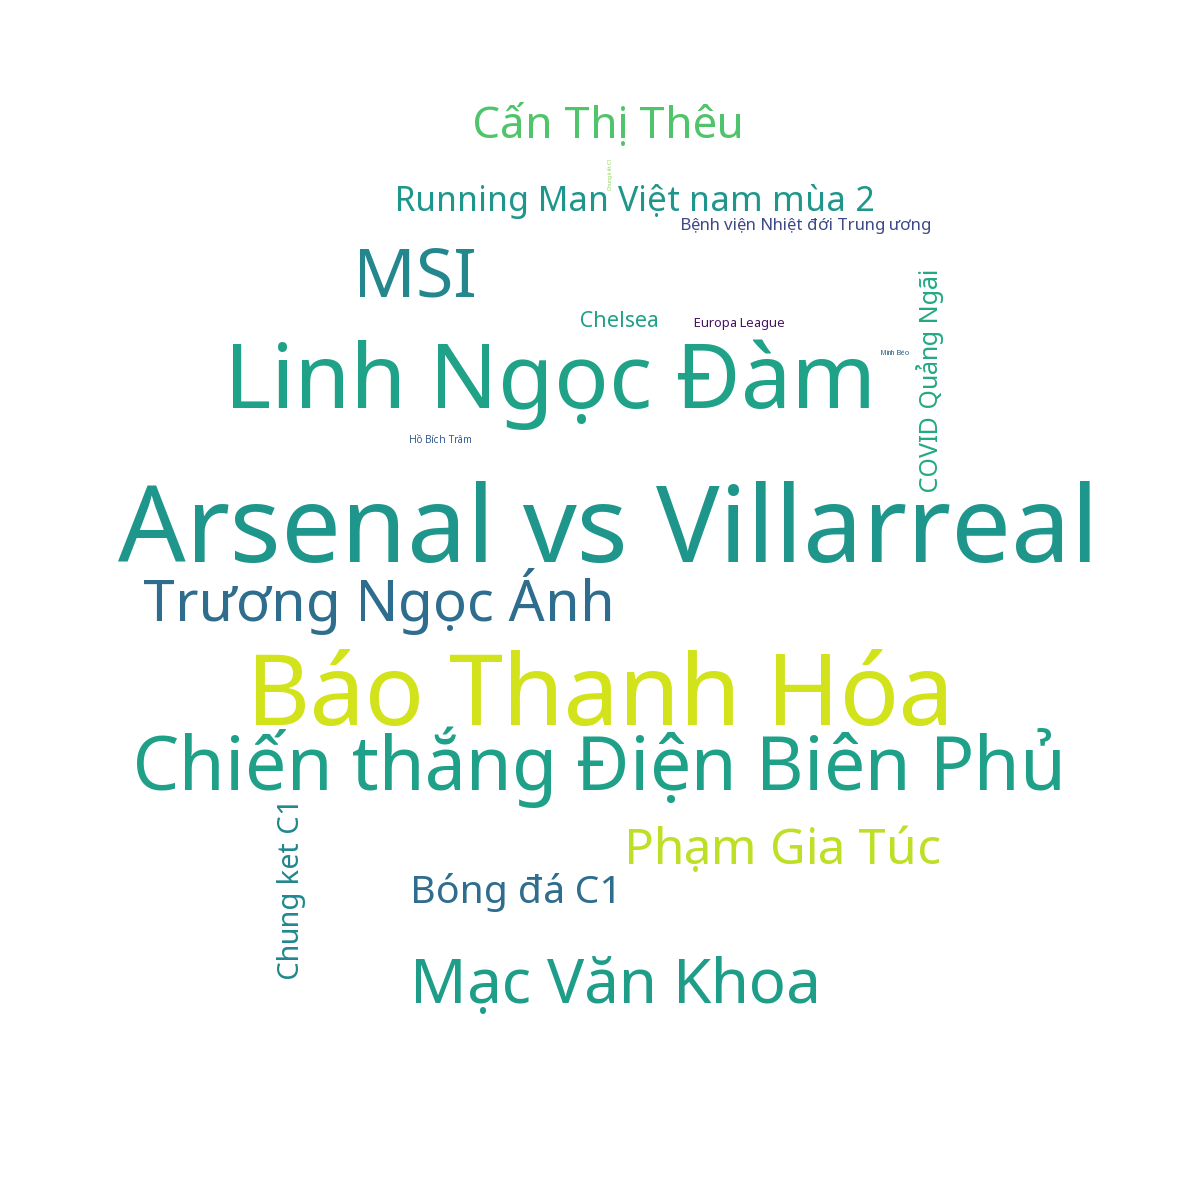 Cấn Thị Thêu
Running Man Việt nam mùa 2
Bệnh viện Nhiệt đới Trung ương
MSI
COVID Quảng Ngãi
Chelsea
Europa League
Linh Ngọc Đàm
Minh Béo
Hồ Bích Trâm
Arsenal vs Villarreal
Trương Ngọc Ánh
Báo Thanh Hóa
Chiến thắng Điện Biên Phủ
Chung ket C1
Phạm Gia Túc
Bóng đá C1
Mạc Văn Khoa